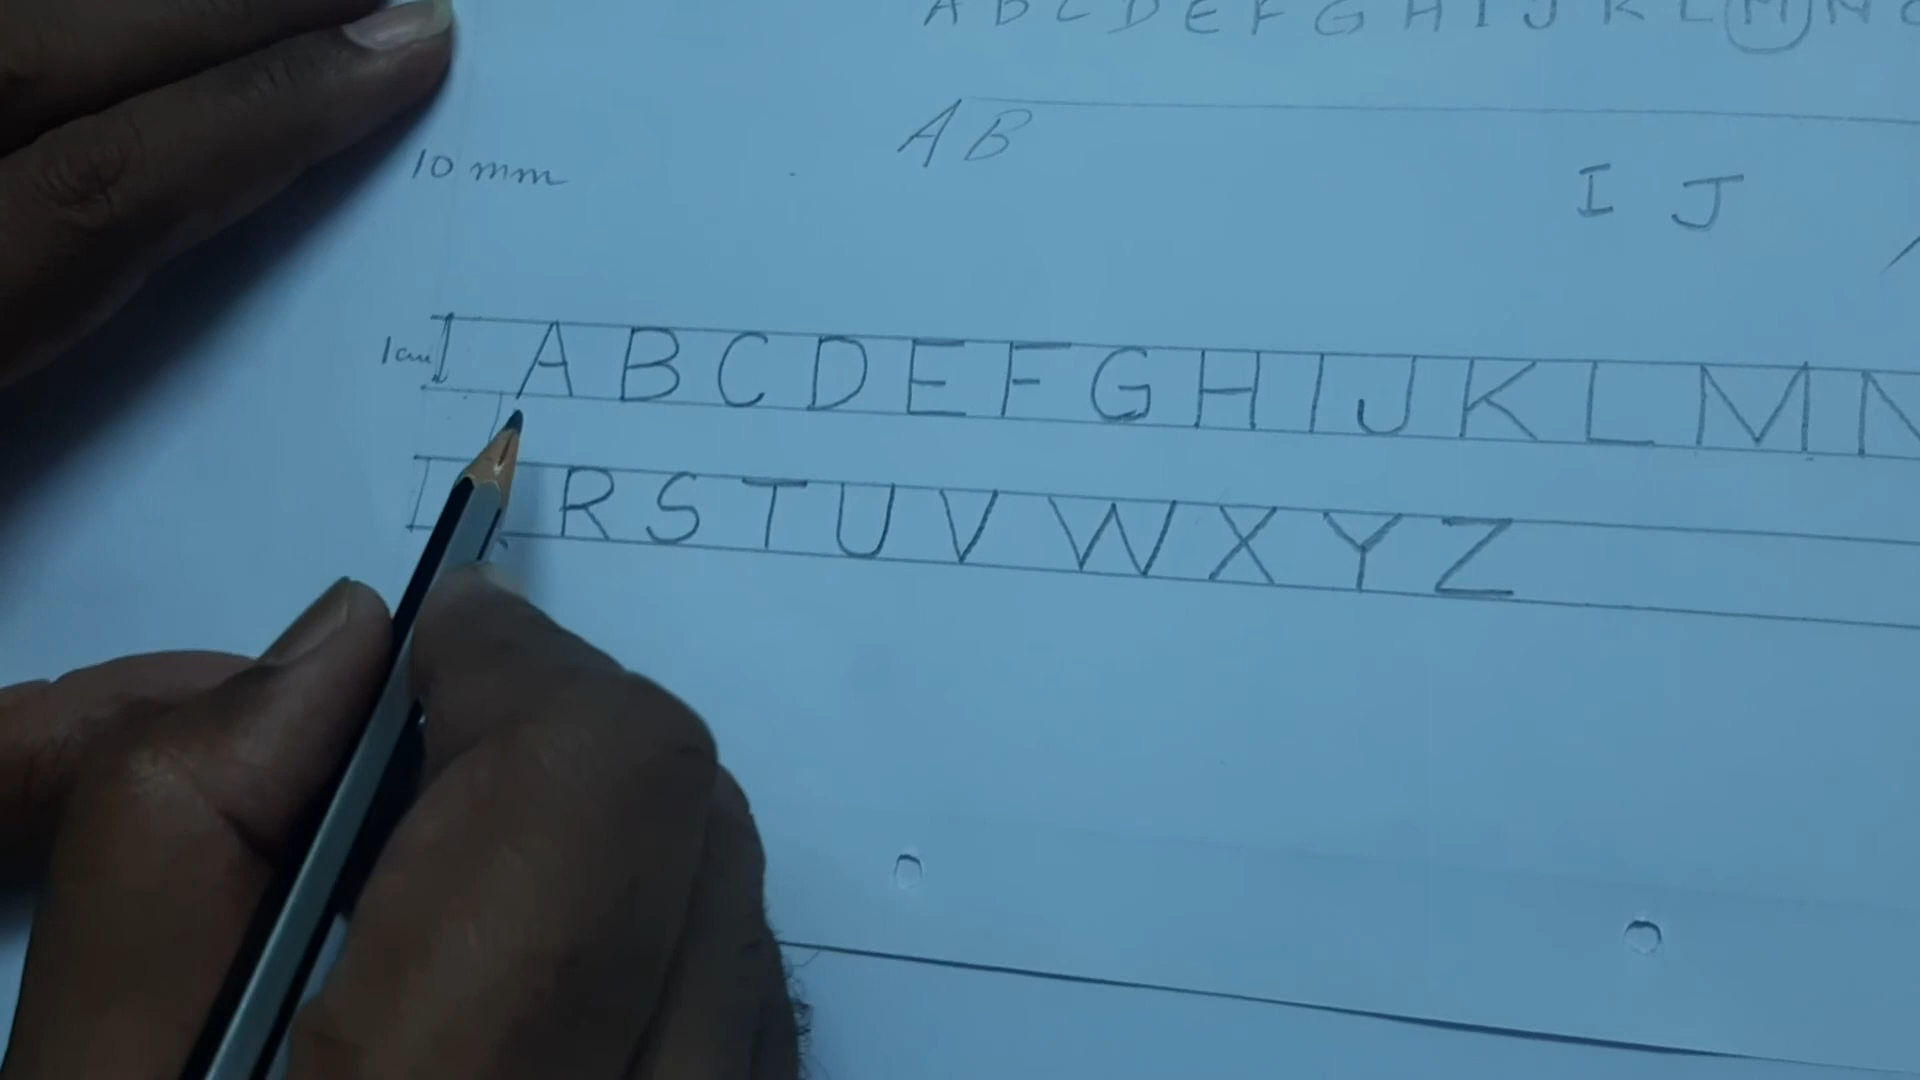 A B C D E F G H I J K L M N
A B
I J
10 mm
1cm A B C D E F G H I J K L M N
R S T U V W X Y Z